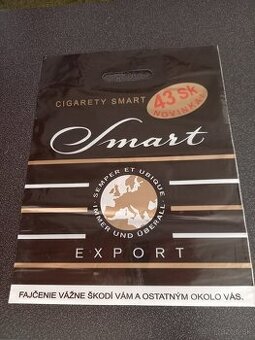 CIGARETY SMART
43 Sk
NOVINKA!
Smart
SEMPER ET UBIQUE
IMMER UND ÜBERALL
EXPORT
FAJČENIE VÁŽNE ŠKODÍ VÁM A OSTATNÝM OKOLO VÁS.